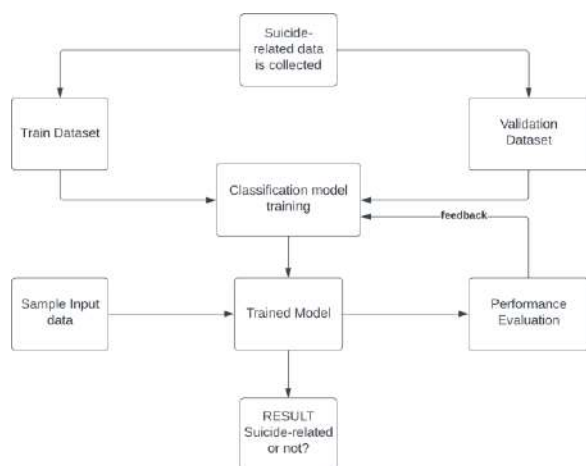 Suicide-
related data
is collected
Train Dataset
Validation
Dataset
Classification model
training
feedback
Sample Input
data
Trained Model
Performance
Evaluation
RESULT
Suicide-related
or not?